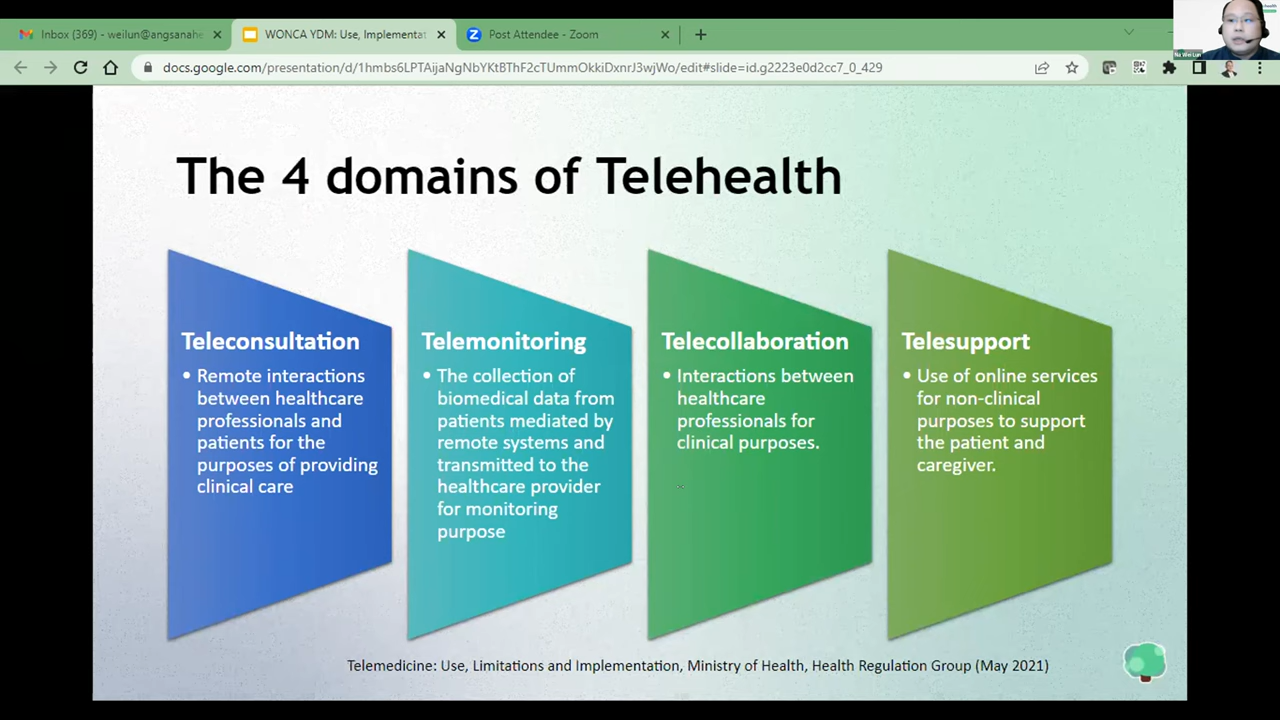 Inbox (369) - weilun@angsanahe
WONCA YDM: Use, Implementat
Post Attendee - Zoom
docs.google.com/presentation/d/1hmbs6LPTAijaNgNbYKtBThF2cTUmmOkkiDxnrJ3wjWo/edit#slide=id.g2223e0d2cc7_0_429
The 4 domains of Telehealth
Teleconsultation
• Remote interactions
between healthcare
professionals and
patients for the
purposes of providing
clinical care
Telemonitoring
• The collection of
biomedical data from
patients mediated by
remote systems and
transmitted to the
healthcare provider
for monitoring
purpose
Telecollaboration
• Interactions between
healthcare
professionals for
clinical purposes.
Telesupport
• Use of online services
for non-clinical
purposes to support
the patient and
caregiver.
Telemedicine: Use, Limitations and Implementation, Ministry of Health, Health Regulation Group (May 2021)